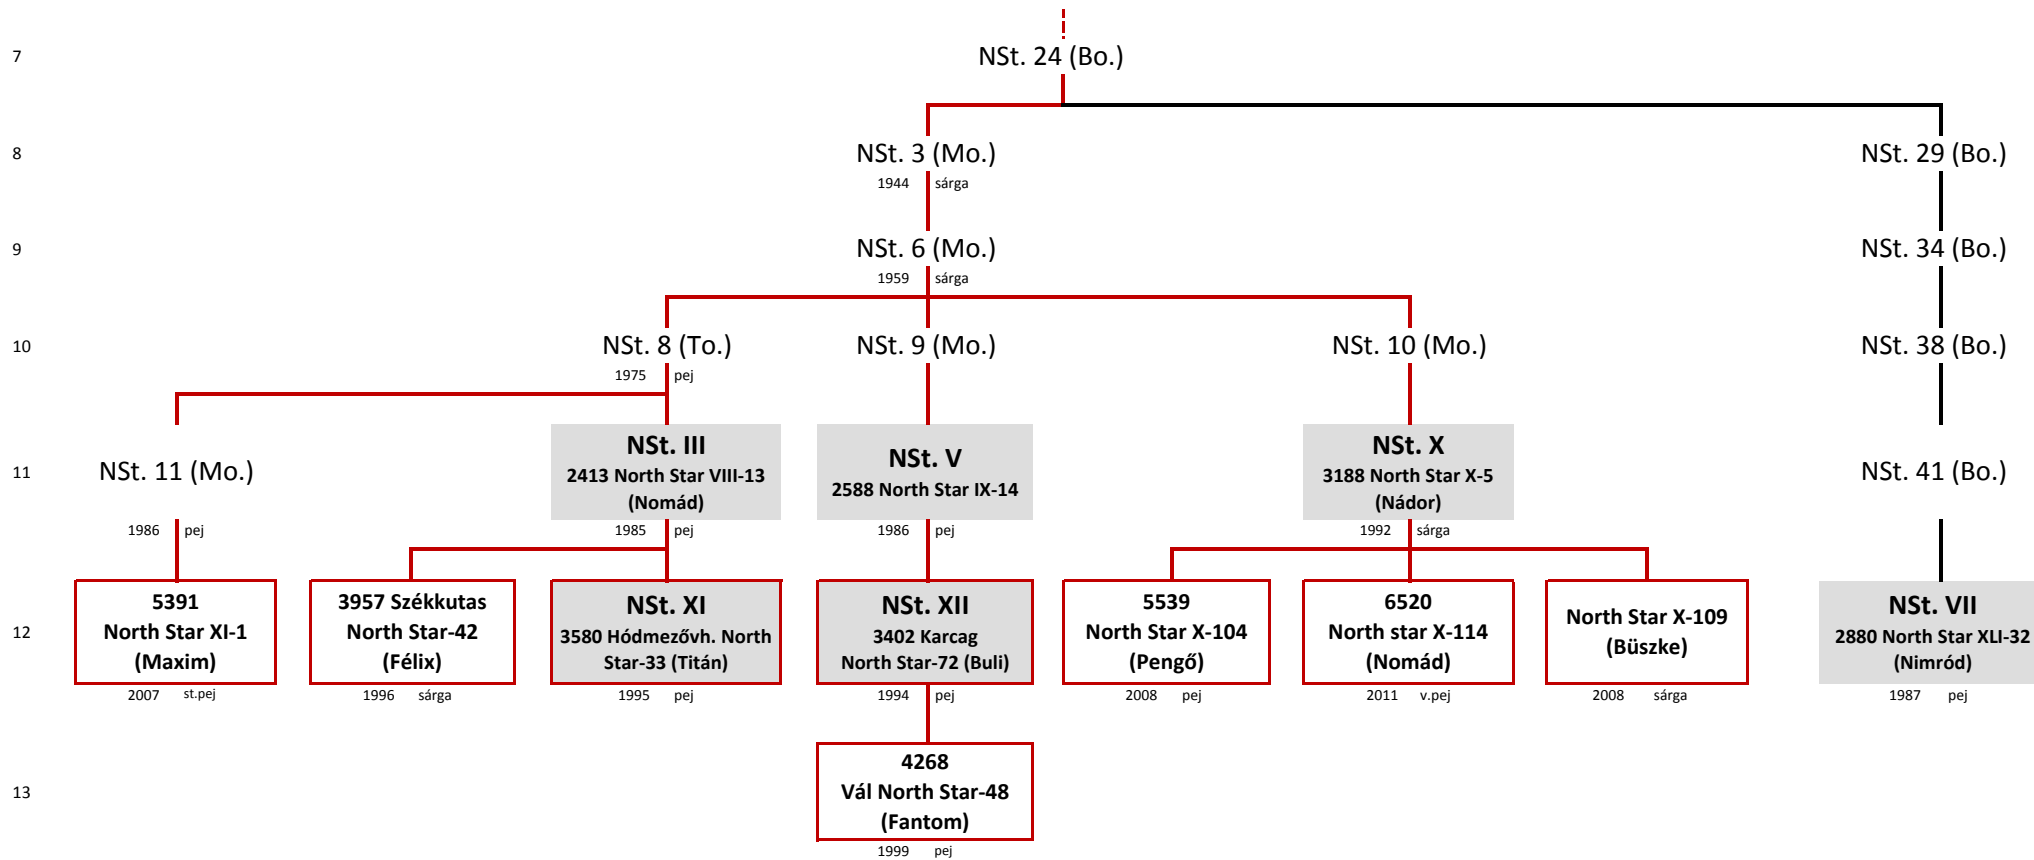 7
NSt. 24 (Bo.)
8
NSt. 3 (Mo.)
NSt. 29 (Bo.)
1944 sárga
9
NSt. 6 (Mo.)
NSt. 34 (Bo.)
1959 sárga
10
NSt. 8 (To.)
NSt. 9 (Mo.)
NSt. 10 (Mo.)
NSt. 38 (Bo.)
1975 pej
11
NSt. 11 (Mo.)
1986 pej
NSt. III
2413 North Star VIII-13
(Nomád)
1985 pej
NSt. V
2588 North Star IX-14
1986 pej
NSt. X
3188 North Star X-5
(Nádor)
1992 sárga
NSt. 41 (Bo.)
12
5391
North Star XI-1
(Maxim)
2007 st.pej
3957 Székkutas
North Star-42
(Félix)
1996 sárga
NSt. XI
3580 Hódmezővh. North
Star-33 (Titán)
1995 pej
NSt. XII
3402 Karcag
North Star-72 (Buli)
1994 pej
5539
North Star X-104
(Pengő)
2008 pej
6520
North star X-114
(Nomád)
2011 v.pej
North Star X-109
(Büszke)
2008 sárga
NSt. VII
2880 North Star XLI-32
(Nimród)
1987 pej
13
4268
Vál North Star-48
(Fantom)
1999 pej